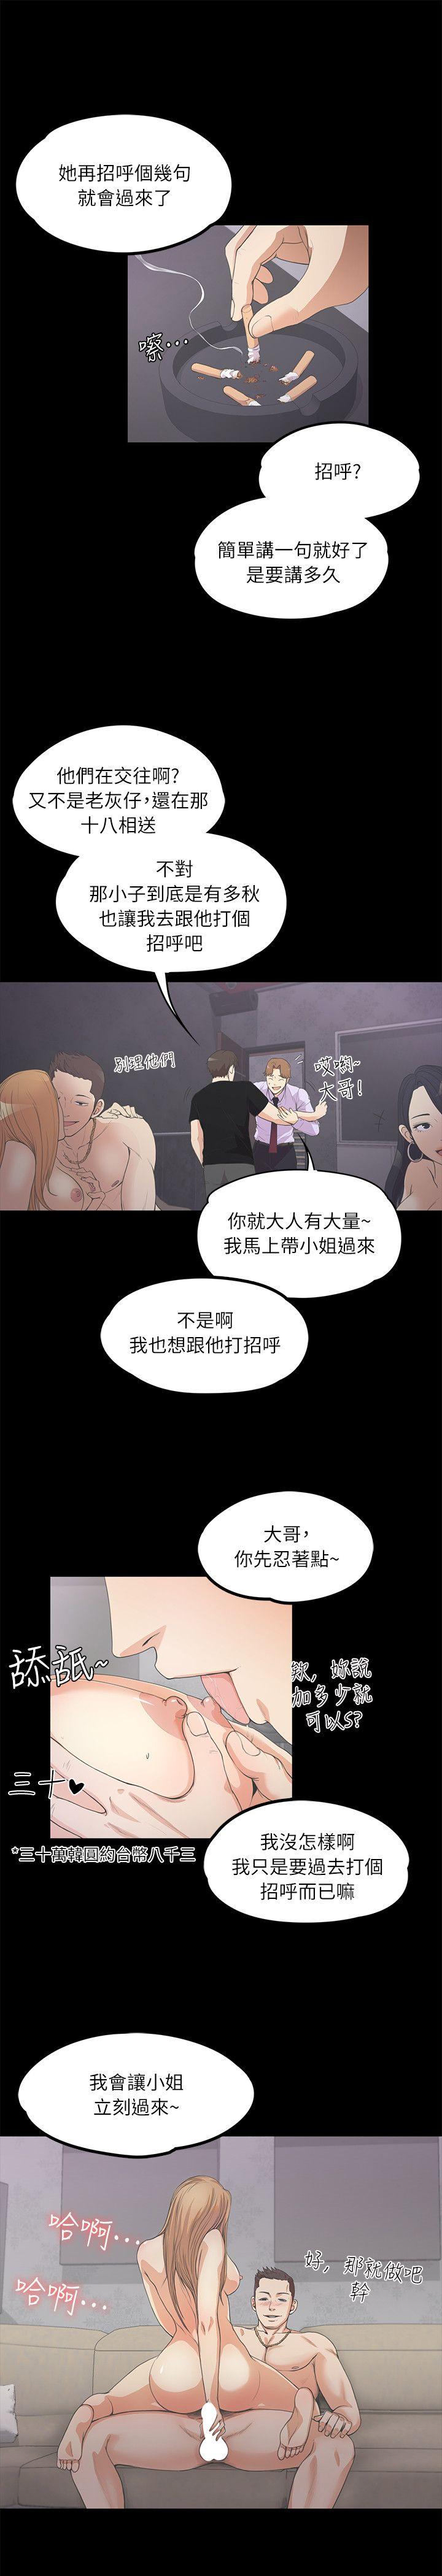 她再招呼個幾句
就會過來了
嚓…
招呼?
簡單講一句就好了
是要講多久
他們在交往啊?
又不是老灰仔，還在那
十八相送
不對
那小子到底是有多秋
也讓我去跟他打個
招呼吧
別理他們
哎喲~
大哥!
你就大人有大量~
我馬上帶小姐過來
不是啊
我也想跟他打招呼
大哥，
你先忍著點~
舔舐~
欸，妳說
加多少就
可以S?
三十♥
*三十萬韓圜約台幣八千三
我沒怎樣啊
我只是要過去打個
招呼而已嘛
我會讓小姐
立刻過來~
哈啊…
哈啊…
好，那就做吧
幹